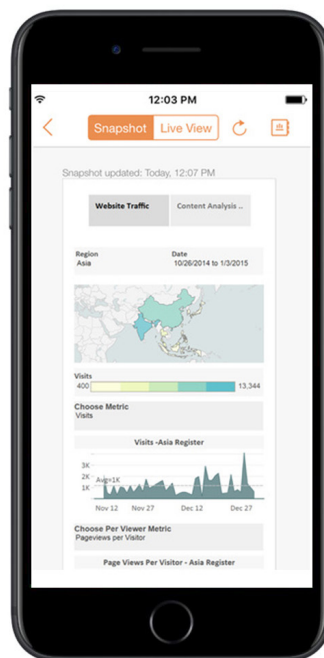 12:03 PM
Snapshot Live View
Snapshot updated: Today, 12:07 PM
Website Traffic Content Analysis ..
Region Date
Asia 10/26/2014 to 1/3/2015
Visits
400 13,344
Choose Metric
Visits
Visits -Asia Register
3K
2K
Avg=1K
1K
Nov 12 Nov 27 Dec 12 Dec 27
Choose Per Viewer Metric
Pageviews per Visitor
Page Views Per Visitor - Asia Register